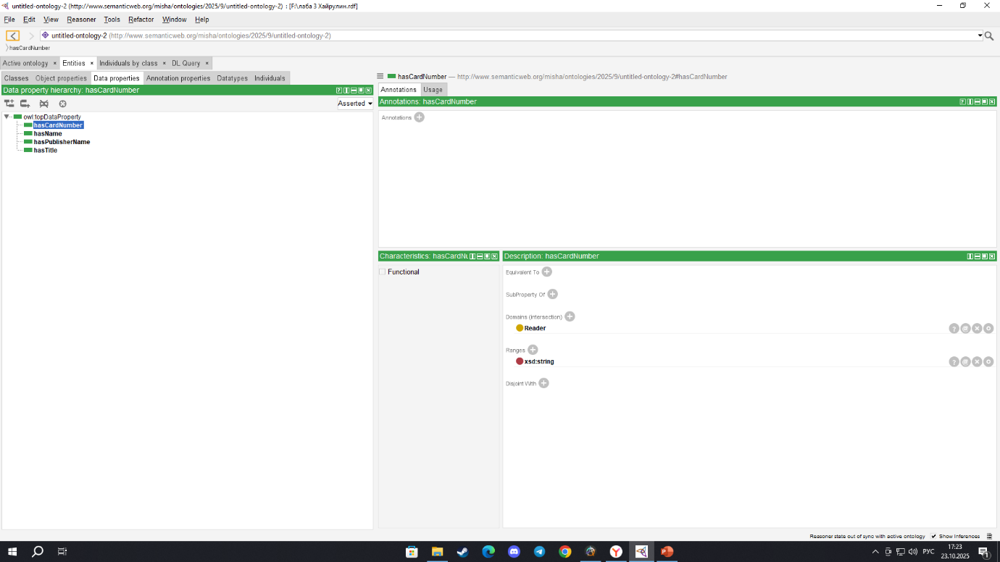 untitled-ontology-2 (http://www.semanticweb.org/misha/ontologies/2025/9/untitled-ontology-2) : [F:\лаба 3 Хайрулин.rdf]
File Edit View Reasoner Tools Refactor Window Help
untitled-ontology-2 (http://www.semanticweb.org/misha/ontologies/2025/9/untitled-ontology-2)
hasCardNumber
Active ontology × Entities × Individuals by class × DL Query ×
Classes Object properties Data properties Annotation properties Datatypes Individuals
Data property hierarchy: hasCardNumber
Asserted
owl:topDataProperty
hasCardNumber
hasName
hasPublisherName
hasTitle
hasCardNumber — http://www.semanticweb.org/misha/ontologies/2025/9/untitled-ontology-2#hasCardNumber
Annotations Usage
Annotations: hasCardNumber
Annotations
Characteristics: hasCardNu
Functional
Description: hasCardNumber
Equivalent To
SubProperty Of
Domains (intersection)
Reader
Ranges
xsd:string
Disjoint With
Reasoner state out of sync with active ontology Show Inferences
РУС
17:23
23.10.2025
1